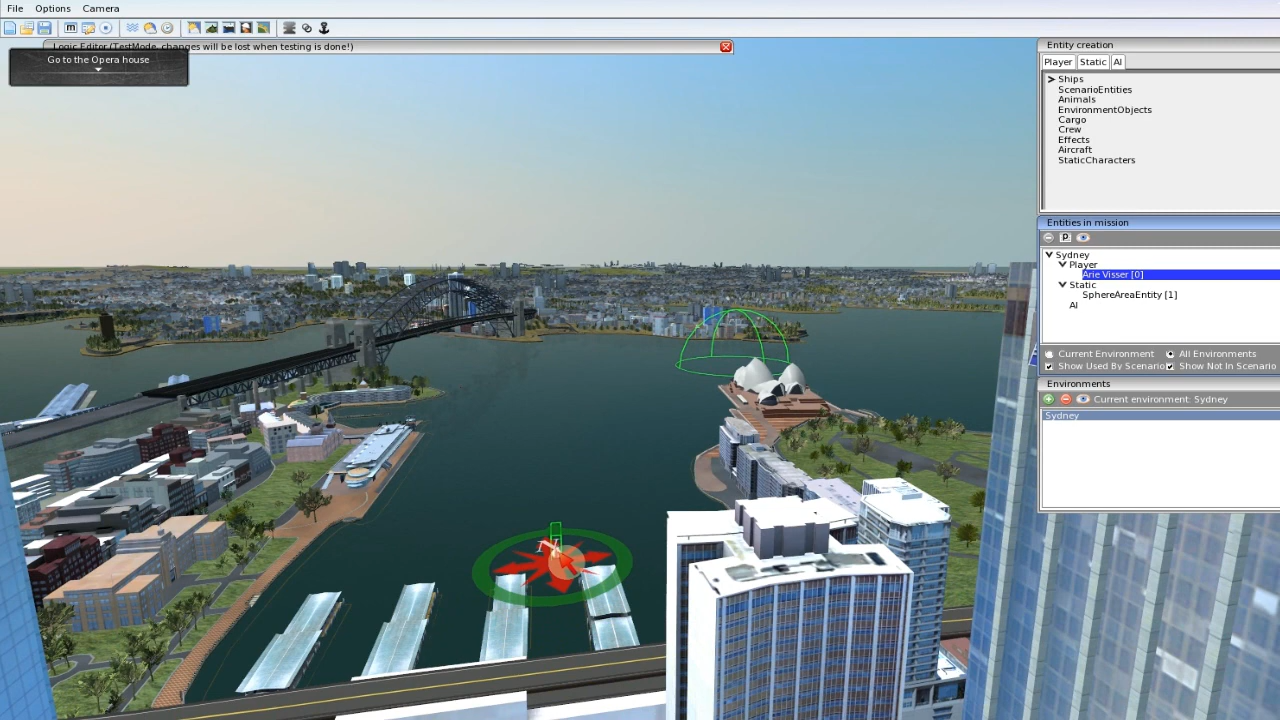 File Options Camera
Logic Editor (TestMode, changes will be lost when testing is done!)
Go to the Opera house
Entity creation
Player Static AI
Ships
ScenarioEntities
Animals
EnvironmentObjects
Cargo
Crew
Effects
Aircraft
StaticCharacters
Entities in mission
P
Sydney
Player
Arie Visser [0]
Static
SphereAreaEntity [1]
AI
Current Environment All Environments
Show Used By Scenario Show Not In Scenario
Environments
Current environment: Sydney
Sydney
N